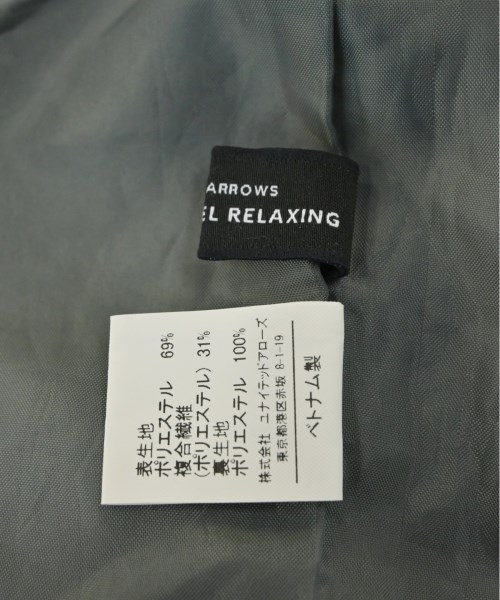 ARROWS
EL RELAXING
表生地
ポリエステル 69%
複合繊維
(ポリエステル) 31%
裏生地
ポリエステル 100%
株式会社 ユナイテッドアローズ
東京都港区赤坂 8-1-19
ベトナム製